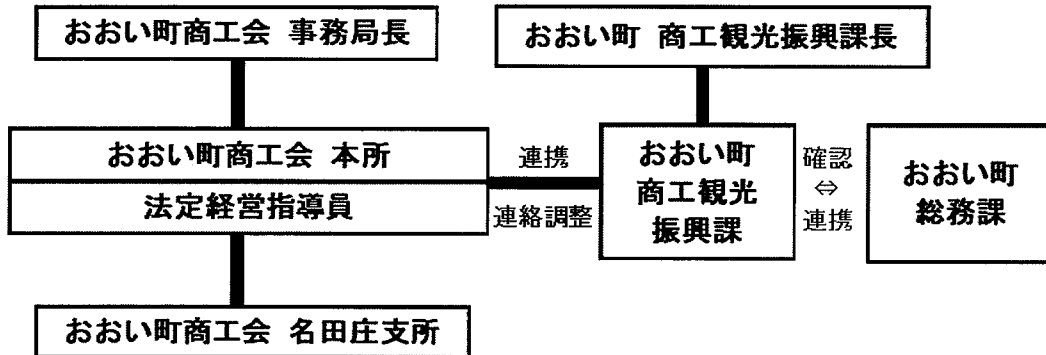 おおい町商工会 事務局長
おおい町 商工観光振興課長
おおい町商工会 本所
法定経営指導員
連携
連絡調整
おおい町
商工観光
振興課
確認
⇔
連携
おおい町
総務課
おおい町商工会 名田庄支所